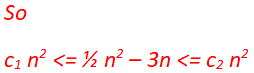 So
c₁ n² <= ½ n² – 3n <= c₂ n²